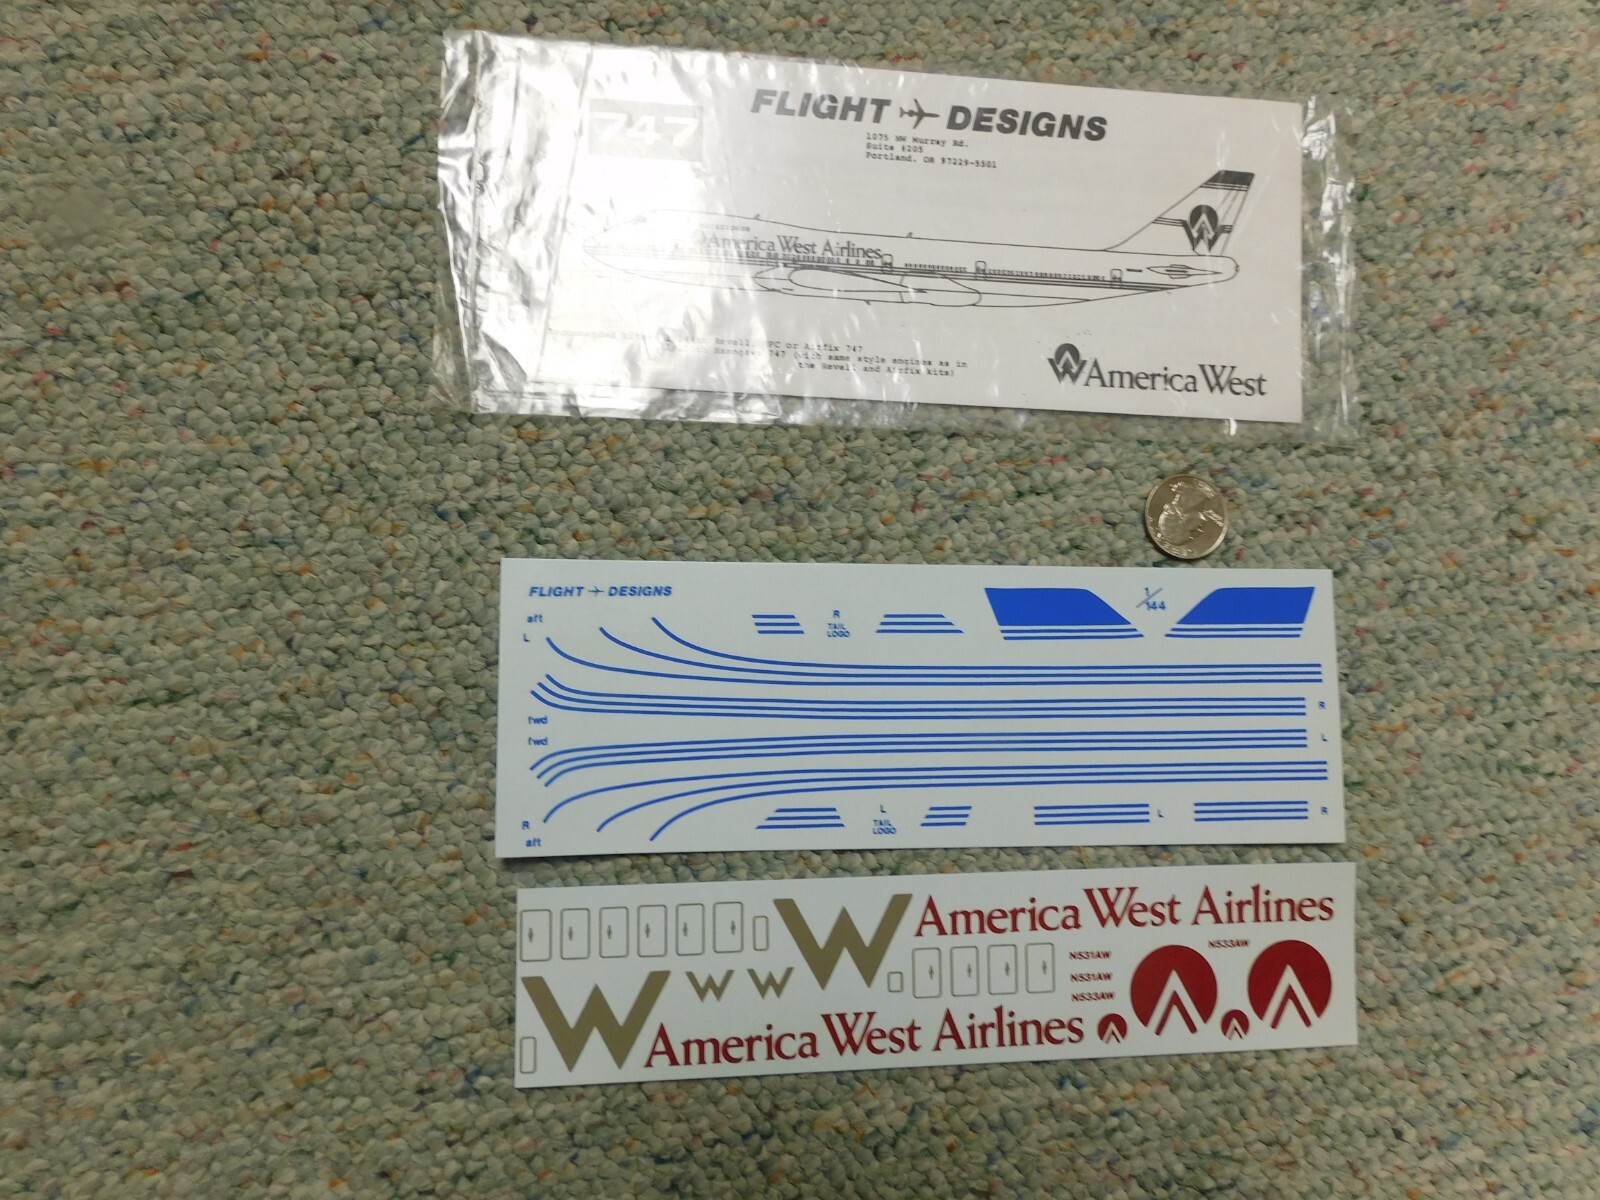 747
FLIGHT DESIGNS
1075 NW Murray Rd.
Suite #205
Portland, OR 97229-5501
America West Airlines
Revell, MPC or Airfix 747
Hasegawa 747 (with same style engines as in
the Revell and Airfix kits)
America West
FLIGHT DESIGNS
aft
L
R
TAIL
LOGO
1/144
fwd
R
fwd
L
R
aft
L
TAIL
LOGO
L
R
W America West Airlines
N533AW
N531AW
N531AW
N533AW
W W
W America West Airlines